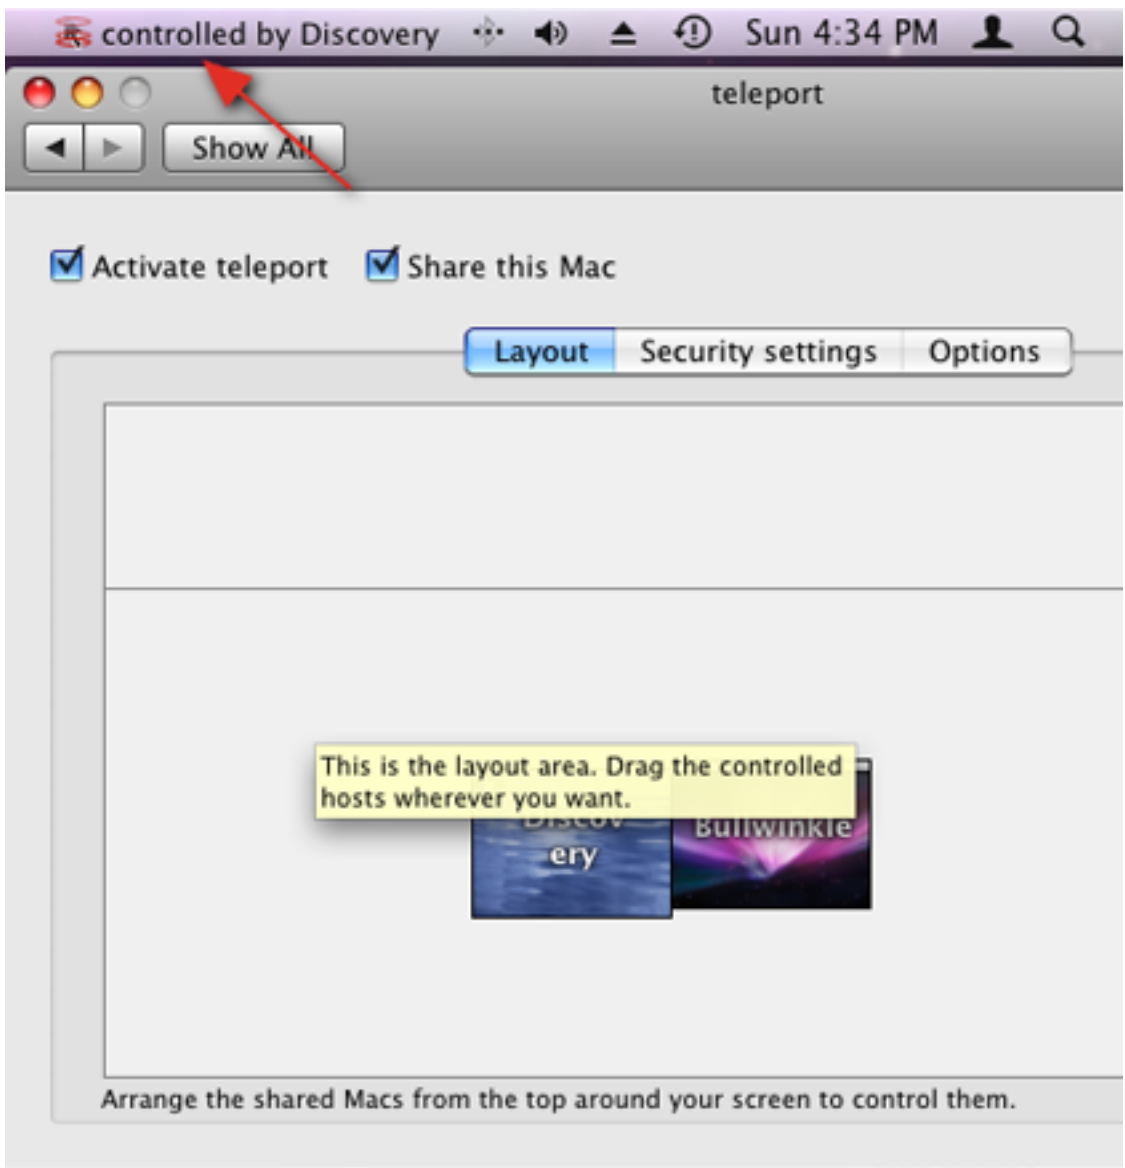 controlled by Discovery Sun 4:34 PM
teleport
Show All
Activate teleport Share this Mac
Layout Security settings Options
This is the layout area. Drag the controlled
hosts wherever you want.
Discov
ery
Bullwinkle
Arrange the shared Macs from the top around your screen to control them.